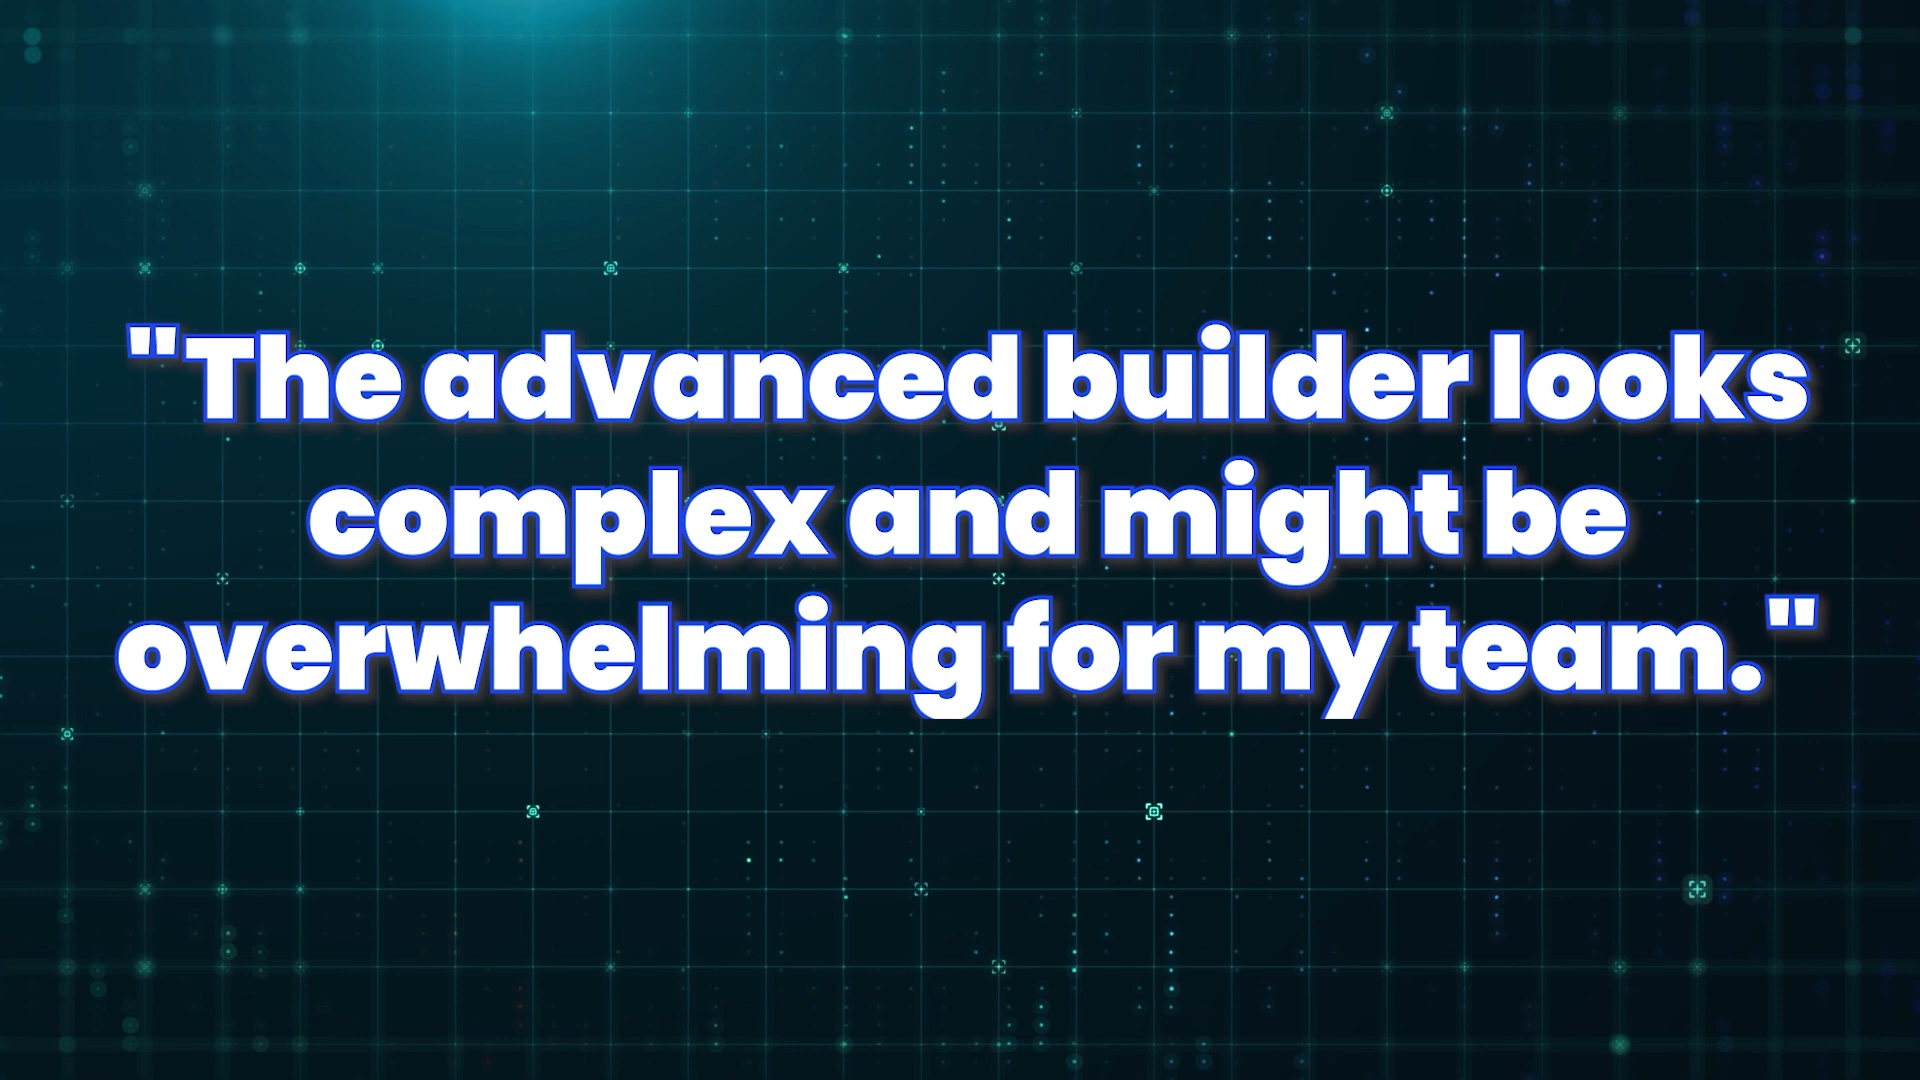 "The advanced builder looks
complex and might be
overwhelming for my team."